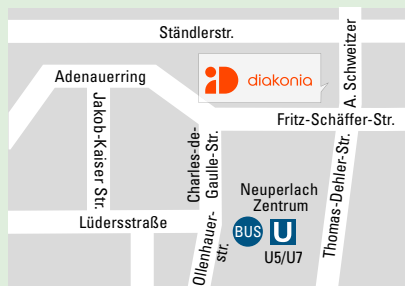 Ständlerstr.
A. Schweitzer
Adenauerring
diakonia
Jakob-Kaiser Str.
Fritz-Schäffer-Str.
Charles-de-
Gaulle-Str.
Thomas-Dehler-Str.
Neuperlach
Zentrum
Lüdersstraße
BUS
U
U5/U7
Ollenhauer-
str.